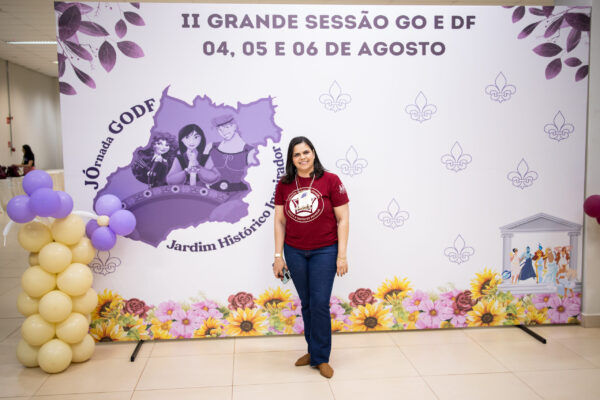 II GRANDE SESSÃO GO E DF
04, 05 E 06 DE AGOSTO
JÓrnada GODF
Jardim Histórico Inspirador